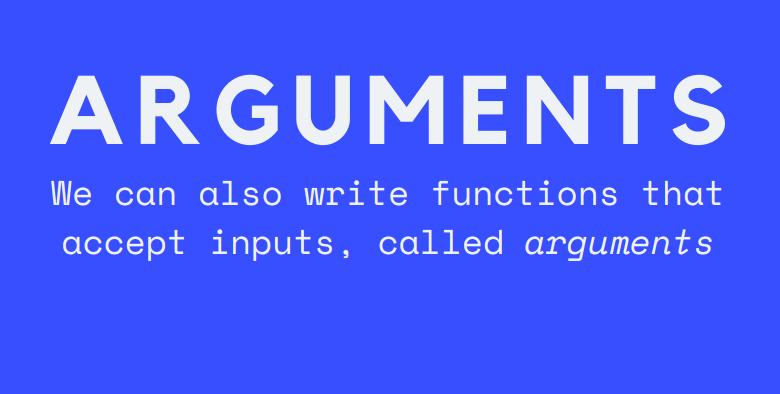 ARGUMENTS
We can also write functions that
accept inputs, called arguments